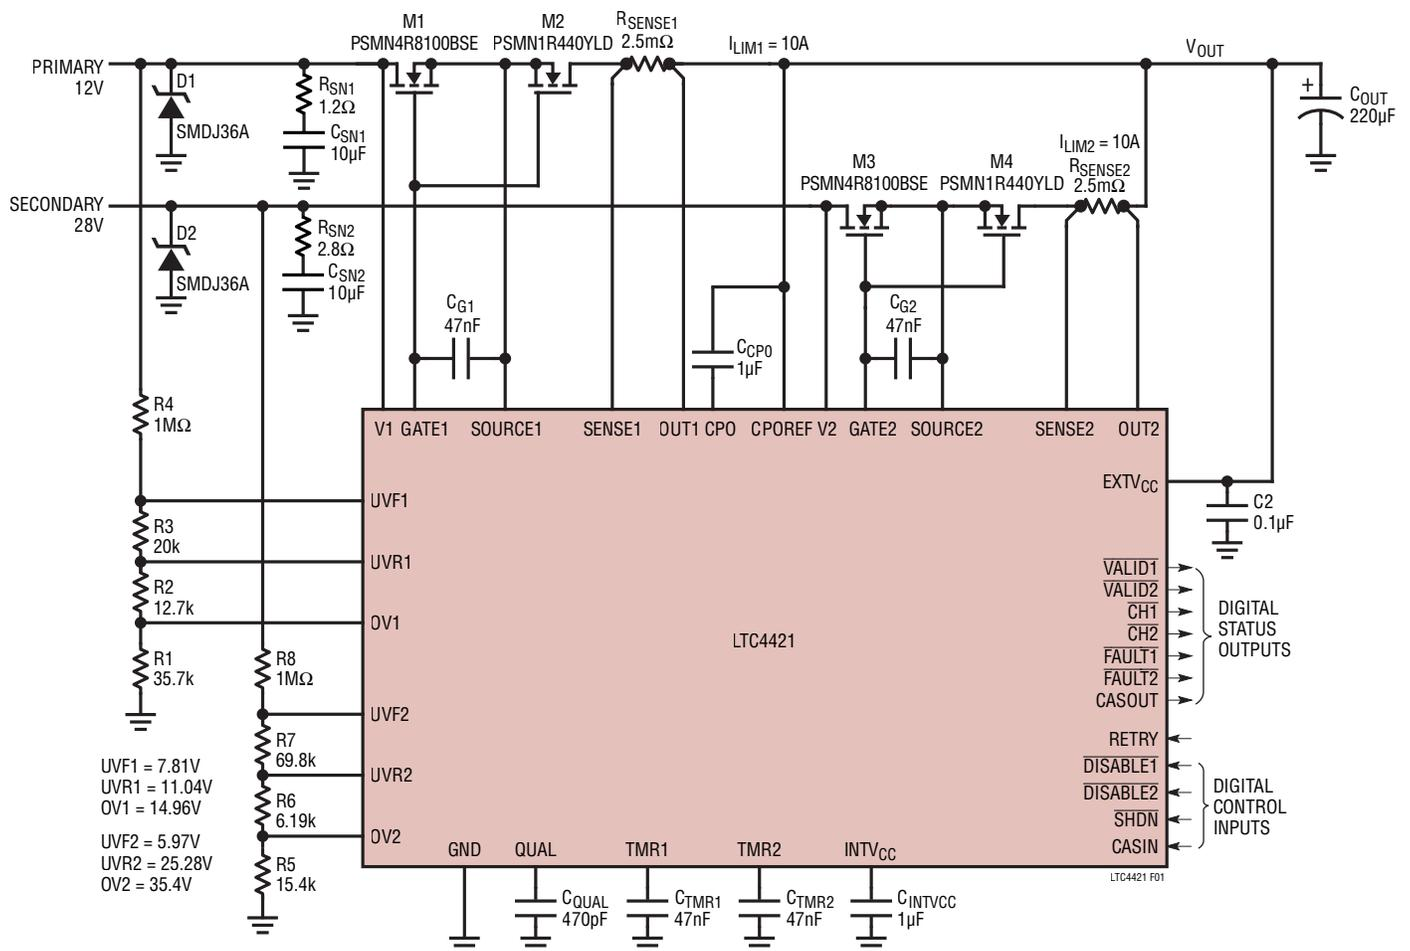 M1
PSMN4R8100BSE
M2
PSMN1R440YLD
RSENSE1
2.5mΩ
ILIM1 = 10A
VOUT
PRIMARY
12V
D1
SMDJ36A
RSN1
1.2Ω
CSN1
10µF
+
COUT
220µF
SECONDARY
28V
D2
SMDJ36A
RSN2
2.8Ω
CSN2
10µF
M3
PSMN4R8100BSE
M4
PSMN1R440YLD
ILIM2 = 10A
RSENSE2
2.5mΩ
CG1
47nF
CCPO
1µF
CG2
47nF
R4
1MΩ
V1 GATE1 SOURCE1 SENSE1 OUT1 CPO CPOREF V2 GATE2 SOURCE2 SENSE2 OUT2
EXTVCC
C2
0.1µF
UVF1
R3
20k
UVR1
R2
12.7k
OV1
R1
35.7k
LTC4421
VALID1
VALID2
CH1
CH2
FAULT1
FAULT2
CASOUT
DIGITAL
STATUS
OUTPUTS
R8
1MΩ
UVF2
R7
69.8k
UVR2
R6
6.19k
OV2
R5
15.4k
RETRY
DISABLE1
DISABLE2
SHDN
CASIN
DIGITAL
CONTROL
INPUTS
UVF1 = 7.81V
UVR1 = 11.04V
OV1 = 14.96V
UVF2 = 5.97V
UVR2 = 25.28V
OV2 = 35.4V
GND QUAL TMR1 TMR2 INTVCC
LTC4421 F01
CQUAL
470pF
CTMR1
47nF
CTMR2
47nF
CINTVCC
1µF